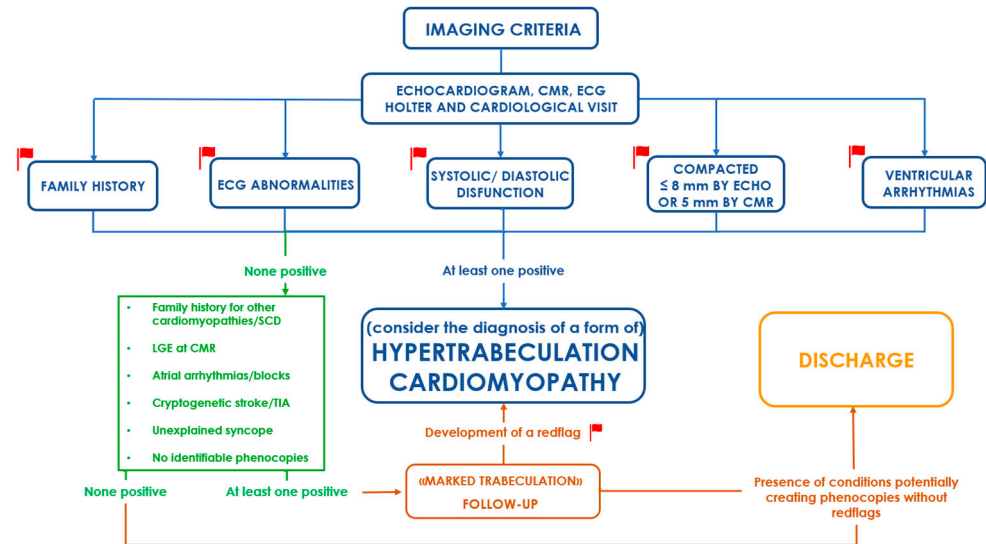 IMAGING CRITERIA
ECHOCARDIOGRAM, CMR, ECG
HOLTER AND CARDIOLOGICAL VISIT
FAMILY HISTORY
ECG ABNORMALITIES
SYSTOLIC/ DIASTOLIC
DISFUNCTION
COMPACTED
≤ 8 mm BY ECHO
OR 5 mm BY CMR
VENTRICULAR
ARRHYTHMIAS
None positive
At least one positive
• Family history for other
cardiomyopathies/SCD
• LGE at CMR
• Atrial arrhythmias/blocks
• Cryptogenetic stroke/TIA
• Unexplained syncope
• No identifiable phenocopies
(consider the diagnosis of a form of)
HYPERTRABECULATION
CARDIOMYOPATHY
DISCHARGE
Development of a redflag
None positive
At least one positive
«MARKED TRABECULATION»
FOLLOW-UP
Presence of conditions potentially
creating phenocopies without
redflags